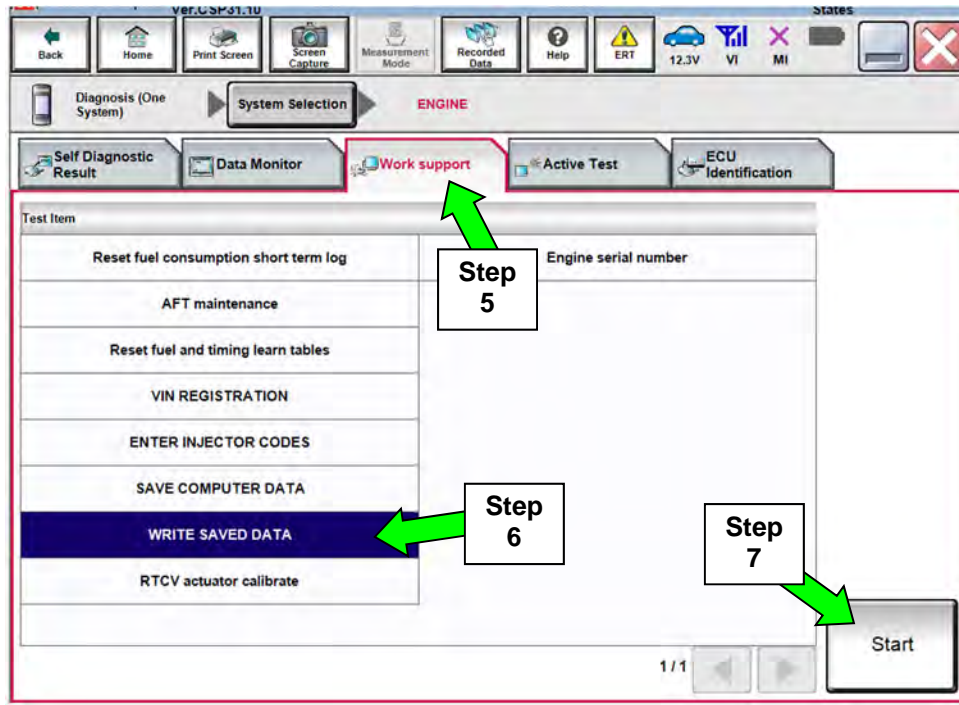 Ver.CSP31.10 States
Back
Home
Print Screen
Screen
Capture
Measurement
Mode
Recorded
Data
Help
ERT
12.3V
VI
MI
Diagnosis (One
System)
System Selection
ENGINE
Self Diagnostic
Result
Data Monitor
Work support
Active Test
ECU
Identification
Test Item
Reset fuel consumption short term log
Engine serial number
Step
5
AFT maintenance
Reset fuel and timing learn tables
VIN REGISTRATION
ENTER INJECTOR CODES
SAVE COMPUTER DATA
WRITE SAVED DATA
Step
6
Step
7
RTCV actuator calibrate
Start
1/1